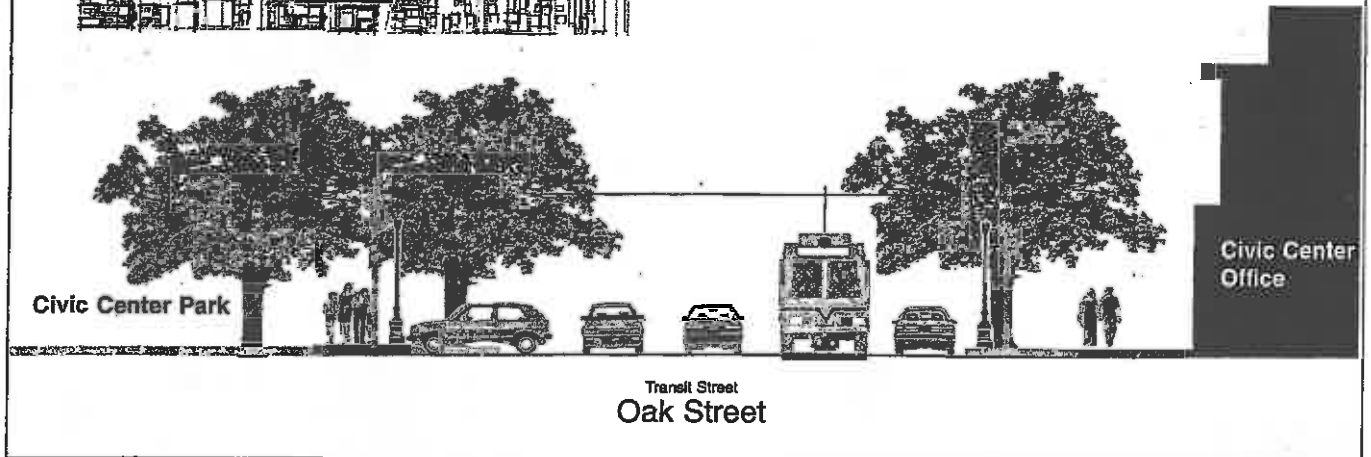 Civic Center Park
Civic Center
Office
Transit Street
Oak Street